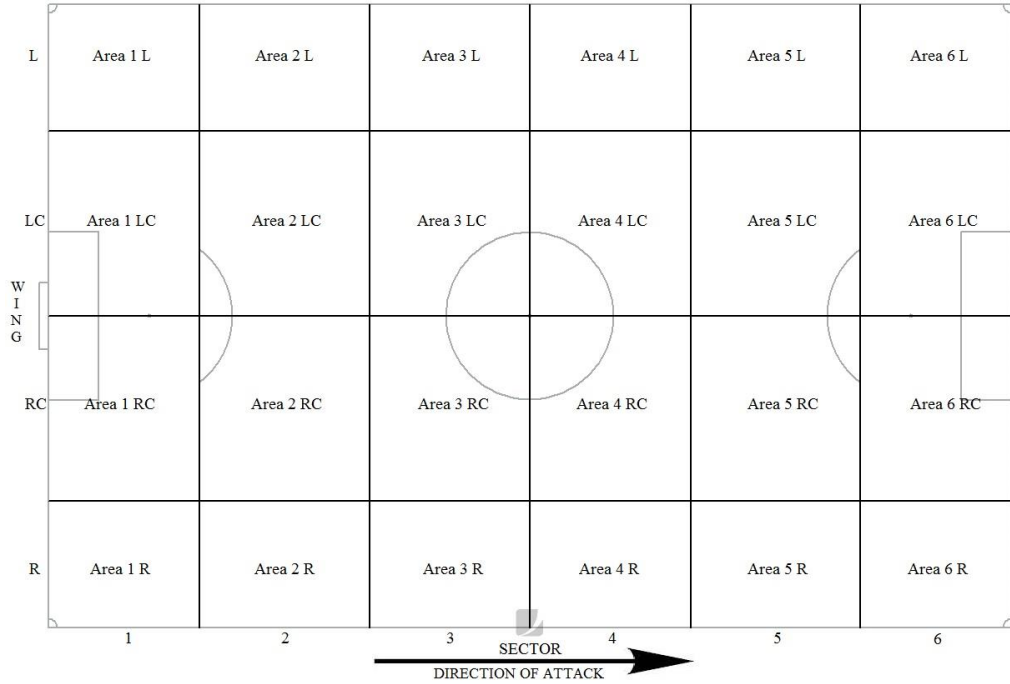 L Area 1 L Area 2 L Area 3 L Area 4 L Area 5 L Area 6 L
LC Area 1 LC Area 2 LC Area 3 LC Area 4 LC Area 5 LC Area 6 LC
W
I
N
G
RC Area 1 RC Area 2 RC Area 3 RC Area 4 RC Area 5 RC Area 6 RC
R Area 1 R Area 2 R Area 3 R Area 4 R Area 5 R Area 6 R
1 2 3 4 5 6
SECTOR
DIRECTION OF ATTACK